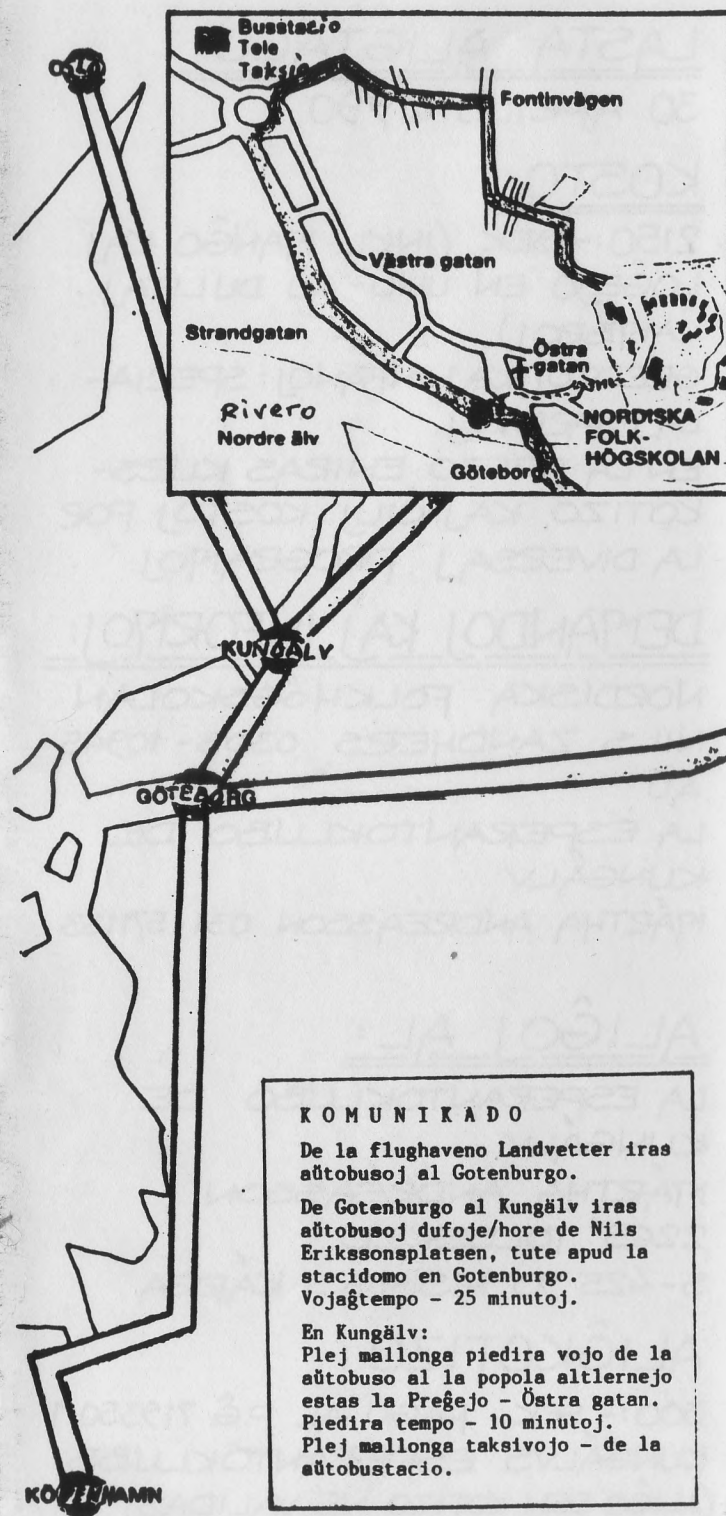 Busstacio
Tele
Taksio
OSLO
Fontinvägen
Västra gatan
Strandgatan
Östra
gatan
Rivero
Nordre älv
NORDISKA
FOLK-
HÖGSKOLAN
Göteborg
KUNGÄLV
GÖTEBORG
KOMUNIKADO
De la flughaveno Landvetter iras
aŭtobusoj al Gotenburgo.
De Gotenburgo al Kungälv iras
aŭtobusoj dufoje/hore de Nils
Erikssonsplatsen, tute apud la
stacidomo en Gotenburgo.
Vojaĝtempo - 25 minutoj.
En Kungälv:
Plej mallonga piedira vojo de la
aŭtobuso al la popola altlernejo
estas la Preĝejo - Östra gatan.
Piedira tempo - 10 minutoj.
Plej mallonga taksivojo - de la
aŭtobustacio.
KÖPENHAMN